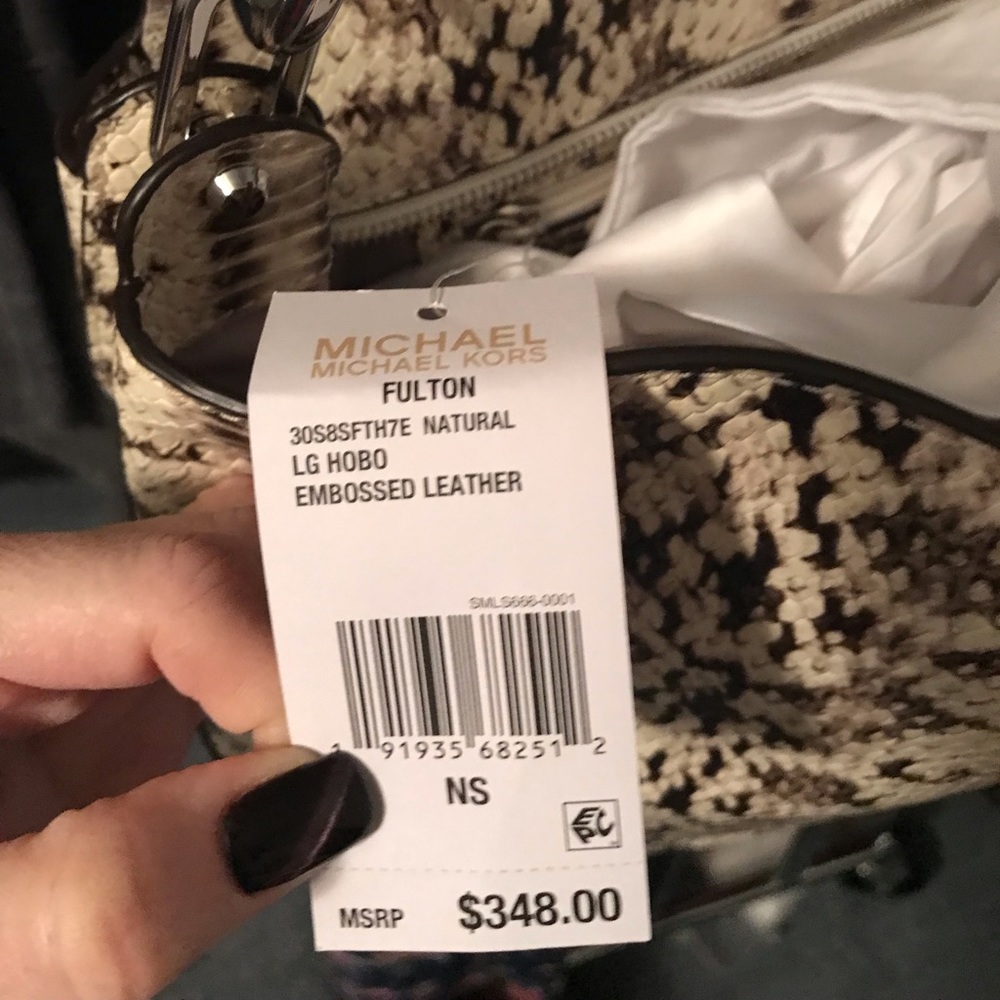 MICHAEL
MICHAEL KORS
FULTON
30S8SFTH7E NATURAL
LG HOBO
EMBOSSED LEATHER
SMLS666-0001
1 91935 68251 2
NS
EPC
MSRP $348.00